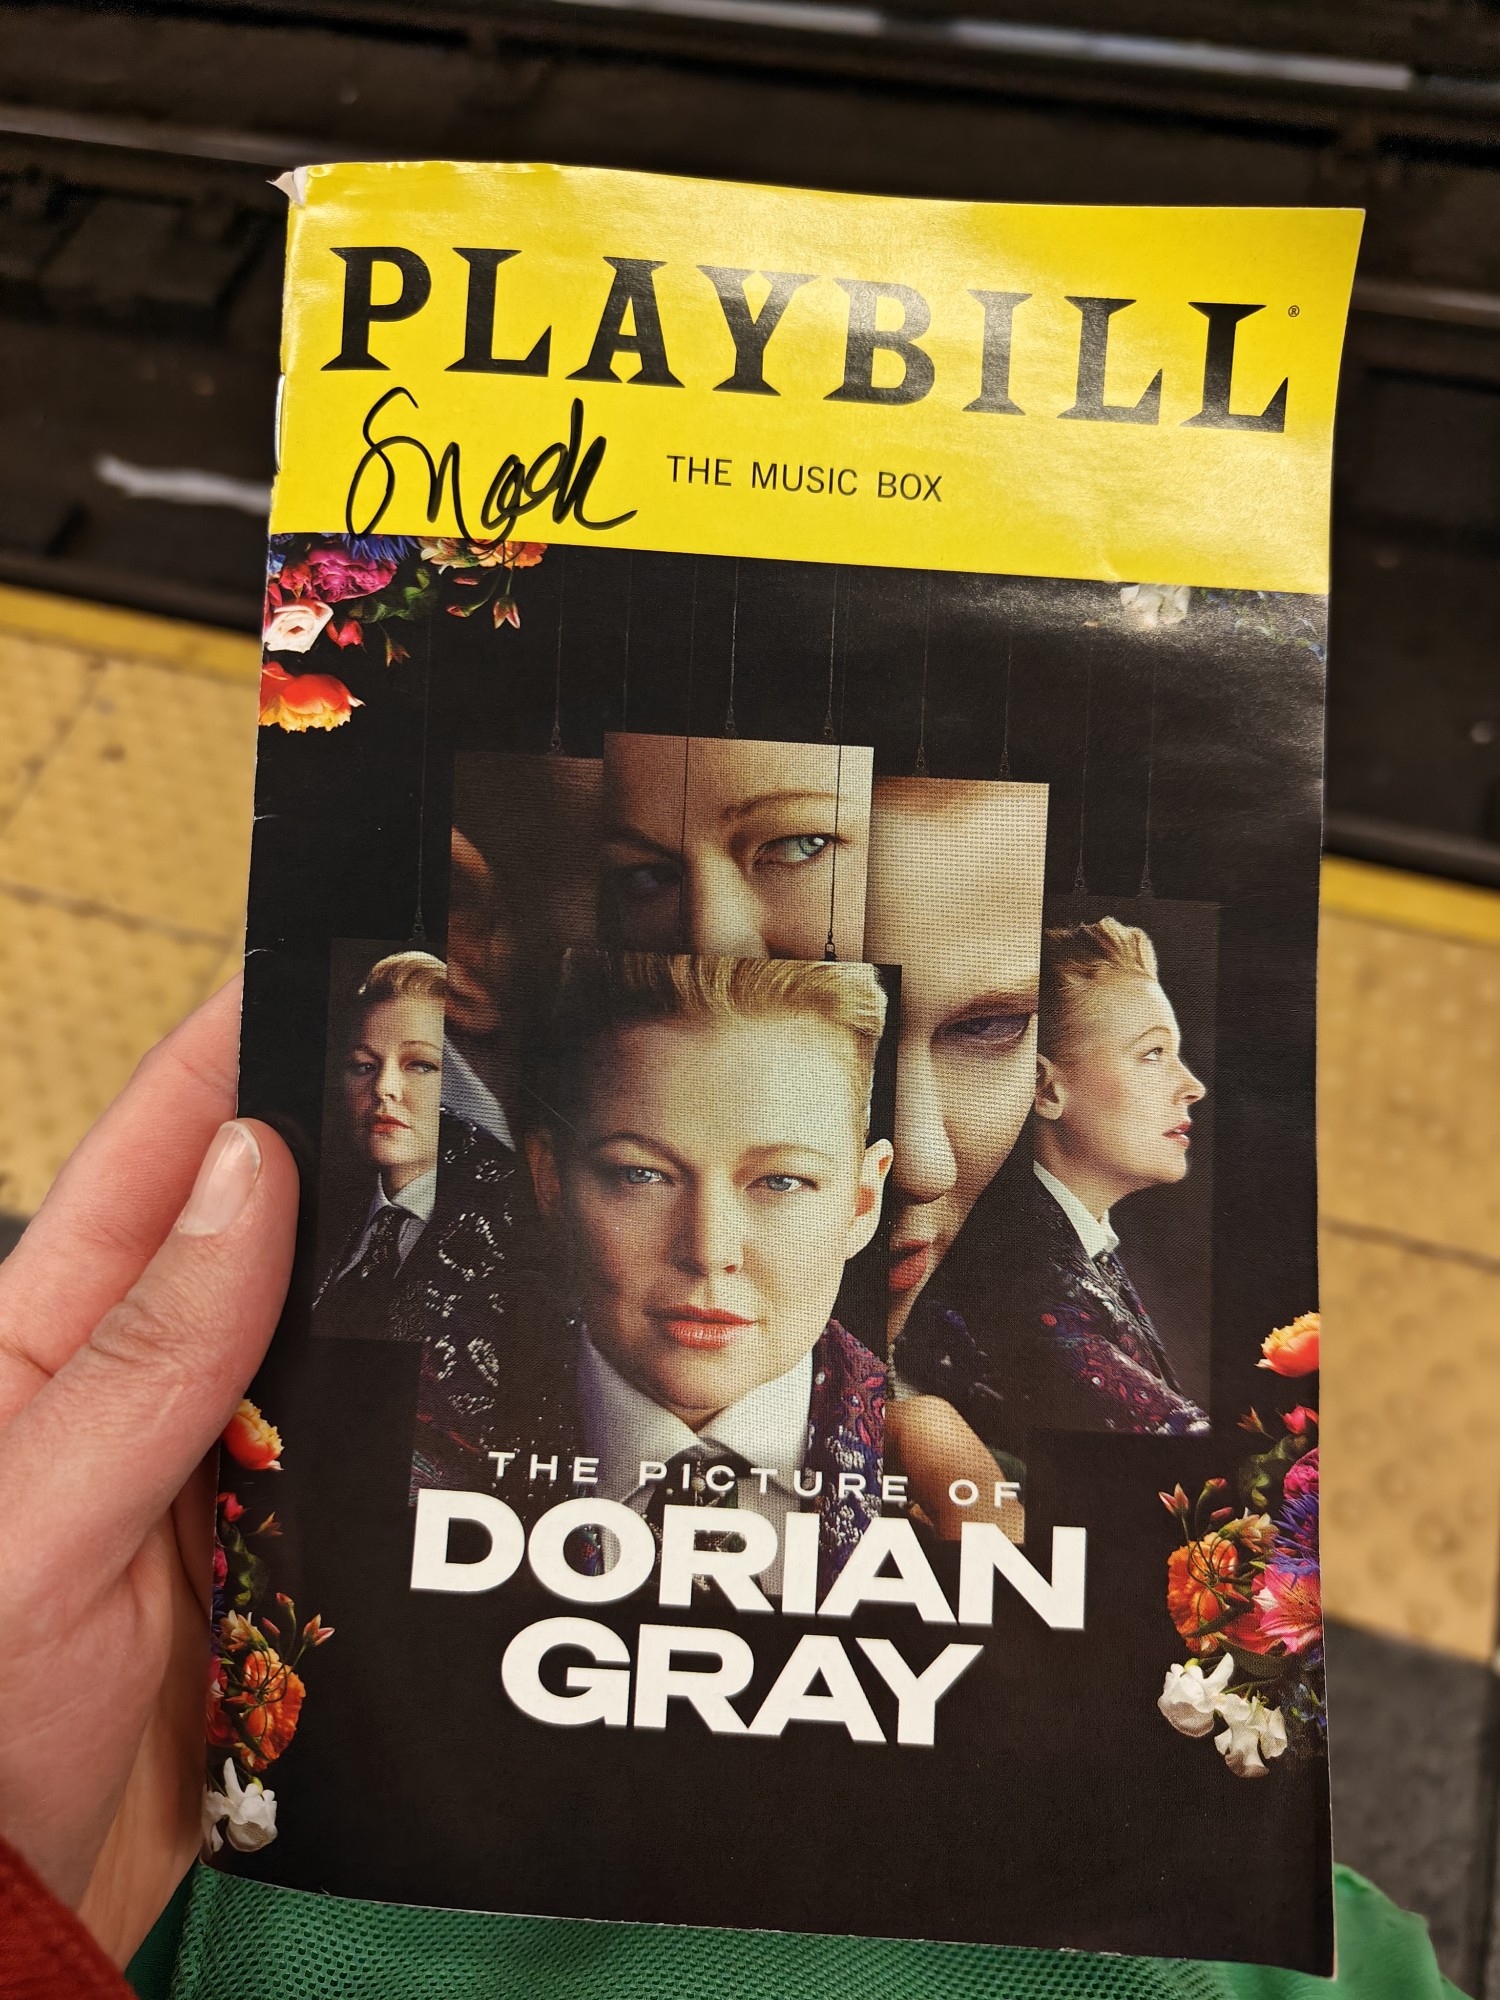 PLAYBILL®
THE MUSIC BOX
THE PICTURE OF
DORIAN
GRAY